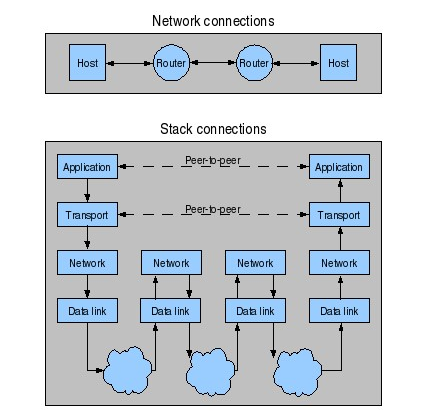 Network connections
Host Router Router Host
Stack connections
Application Peer-to-peer Application
Transport Peer-to-peer Transport
Network Network Network Network
Data link Data link Data link Data link